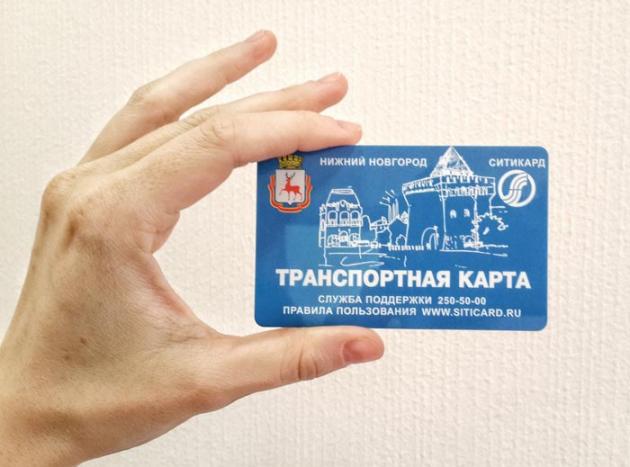 НИЖНИЙ НОВГОРОД СИТИКАРД
ТРАНСПОРТНАЯ КАРТА
СЛУЖБА ПОДДЕРЖКИ 250-50-00
ПРАВИЛА ПОЛЬЗОВАНИЯ WWW.SITICARD.RU